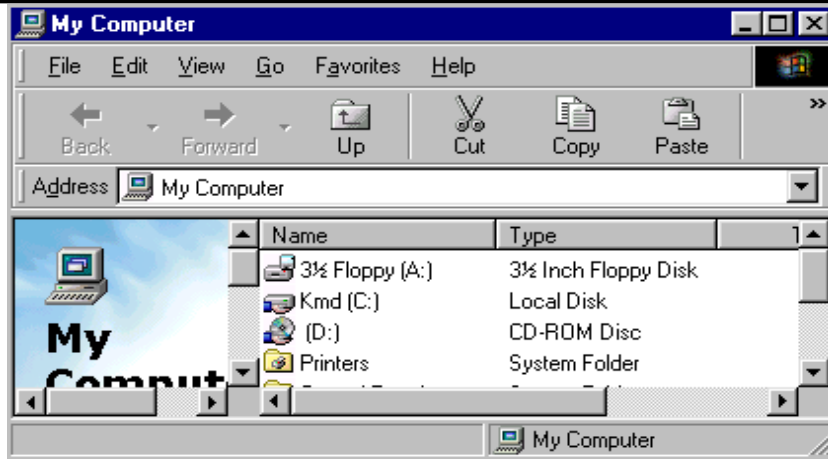 My Computer
File Edit View Go Favorites Help
»
Back Forward Up Cut Copy Paste
Address My Computer
Name Type
3½ Floppy (A:) 3½ Inch Floppy Disk
Kmd (C:) Local Disk
(D:) CD-ROM Disc
Printers System Folder
My
My Computer